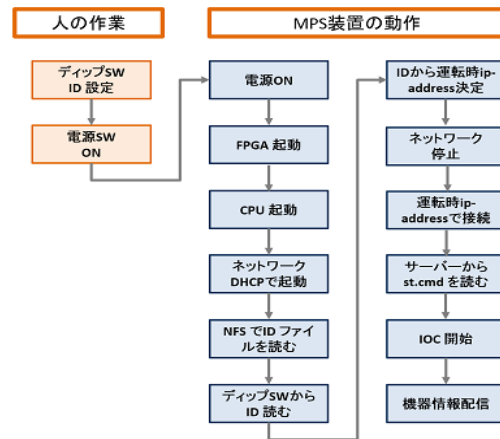 人の作業
ディップSW
ID 設定
電源SW
ON
MPS装置の動作
電源ON
FPGA 起動
CPU 起動
ネットワーク
DHCPで起動
NFS でID ファイ
ルを読む
ディップSWから
ID 読む
IDから運転時ip-
address決定
ネットワーク
停止
運転時ip-
addressで接続
サーバーから
st.cmd を読む
IOC 開始
機器情報配信